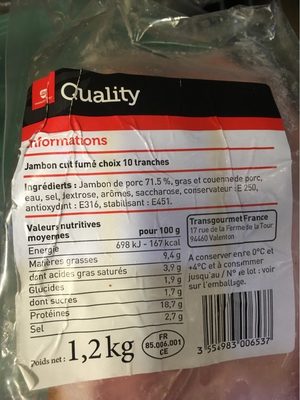 Quality
Informations
Jambon cuit fumé choix 10 tranches
Ingrédients : Jambon de porc 71.5 %, gras et couenne de porc,
eau, sel, dextrose, arômes, saccharose, conservateur : E 250,
antioxydant : E316, stabilisant : E451.
Valeurs nutritives
moyennes pour 100 g
Energie 698 kJ - 167 kcal
Matières grasses 9,4 g
dont acides gras saturés 3,9 g
Glucides 1,9 g
dont sucres 1,7 g
Protéines 18,7 g
Sel 2,7 g
Poids net : 1,2 kg
FR
85.006.001
CE
Transgourmet France
17 rue de la Ferme de la Tour
94460 Valenton
A conserver entre 0°C et
+4°C et à consommer
jusqu'au / N° de lot : voir
sur l'emballage.
3 554983 006537